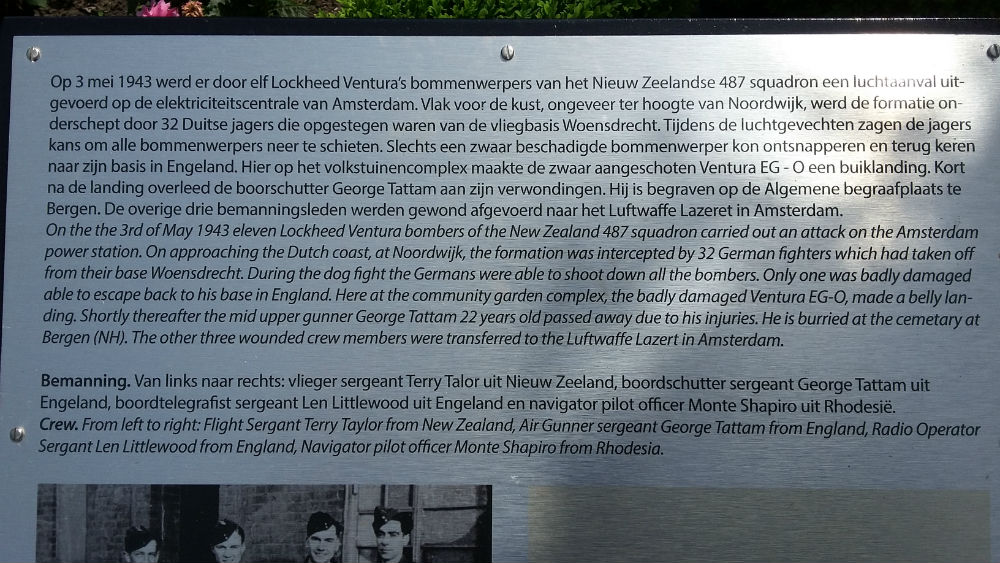 Op 3 mei 1943 werd er door elf Lockheed Ventura's bommenwerpers van het Nieuw Zeelandse 487 squadron een luchtaanval uit-
gevoerd op de elektriciteitscentrale van Amsterdam. Vlak voor de kust, ongeveer ter hoogte van Noordwijk, werd de formatie on-
derschept door 32 Duitse jagers die opgestegen waren van de vliegbasis Woensdrecht. Tijdens de luchtgevechten zagen de jagers
kans om alle bommenwerpers neer te schieten. Slechts een zwaar beschadigde bommenwerper kon ontsnapperen en terug keren
naar zijn basis in Engeland. Hier op het volkstuinencomplex maakte de zwaar aangeschoten Ventura EG - O een buiklanding. Kort
na de landing overleed de boorschutter George Tattam aan zijn verwondingen. Hij is begraven op de Algemene begraafplaats te
Bergen. De overige drie bemanningsleden werden gewond afgevoerd naar het Luftwaffe Lazeret in Amsterdam.
On the the 3rd of May 1943 eleven Lockheed Ventura bombers of the New Zealand 487 squadron carried out an attack on the Amsterdam
power station. On approaching the Dutch coast, at Noordwijk, the formation was intercepted by 32 German fighters which had taken off
from their base Woensdrecht. During the dog fight the Germans were able to shoot down all the bombers. Only one was badly damaged
able to escape back to his base in England. Here at the community garden complex, the badly damaged Ventura EG-O, made a belly lan-
ding. Shortly thereafter the mid upper gunner George Tattam 22 years old passed away due to his injuries. He is burried at the cemetary at
Bergen (NH). The other three wounded crew members were transferred to the Luftwaffe Lazert in Amsterdam.
Bemanning. Van links naar rechts: vlieger sergeant Terry Talor uit Nieuw Zeeland, boordschutter sergeant George Tattam uit
Engeland, boordtelegrafist sergeant Len Littlewood uit Engeland en navigator pilot officer Monte Shapiro uit Rhodesië.
Crew. From left to right: Flight Sergant Terry Taylor from New Zealand, Air Gunner sergeant George Tattam from England, Radio Operator
Sergant Len Littlewood from England, Navigator pilot officer Monte Shapiro from Rhodesia.